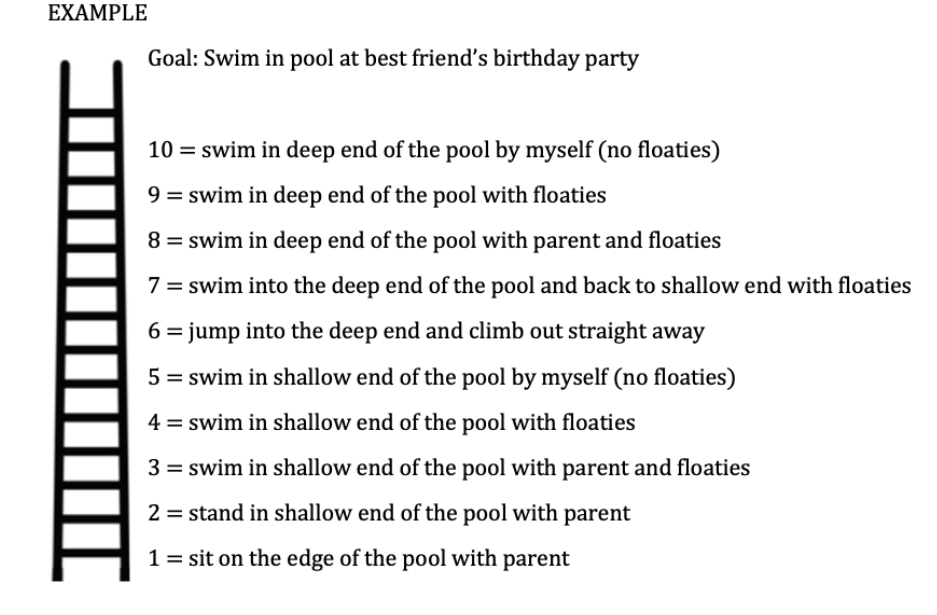 EXAMPLE
Goal: Swim in pool at best friend’s birthday party
10 = swim in deep end of the pool by myself (no floaties)
9 = swim in deep end of the pool with floaties
8 = swim in deep end of the pool with parent and floaties
7 = swim into the deep end of the pool and back to shallow end with floaties
6 = jump into the deep end and climb out straight away
5 = swim in shallow end of the pool by myself (no floaties)
4 = swim in shallow end of the pool with floaties
3 = swim in shallow end of the pool with parent and floaties
2 = stand in shallow end of the pool with parent
1 = sit on the edge of the pool with parent